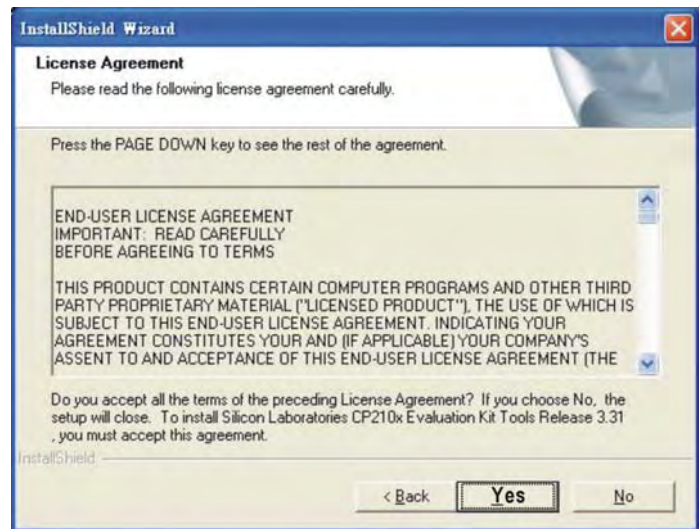 InstallShield Wizard
License Agreement
Please read the following license agreement carefully.
Press the PAGE DOWN key to see the rest of the agreement.
END-USER LICENSE AGREEMENT
IMPORTANT: READ CAREFULLY
BEFORE AGREEING TO TERMS
THIS PRODUCT CONTAINS CERTAIN COMPUTER PROGRAMS AND OTHER THIRD
PARTY PROPRIETARY MATERIAL ("LICENSED PRODUCT"), THE USE OF WHICH IS
SUBJECT TO THIS END-USER LICENSE AGREEMENT. INDICATING YOUR
AGREEMENT CONSTITUTES YOUR AND (IF APPLICABLE) YOUR COMPANY'S
ASSENT TO AND ACCEPTANCE OF THIS END-USER LICENSE AGREEMENT (THE
Do you accept all the terms of the preceding License Agreement? If you choose No, the
setup will close. To install Silicon Laboratories CP210x Evaluation Kit Tools Release 3.31
, you must accept this agreement.
InstallShield
< Back Yes No